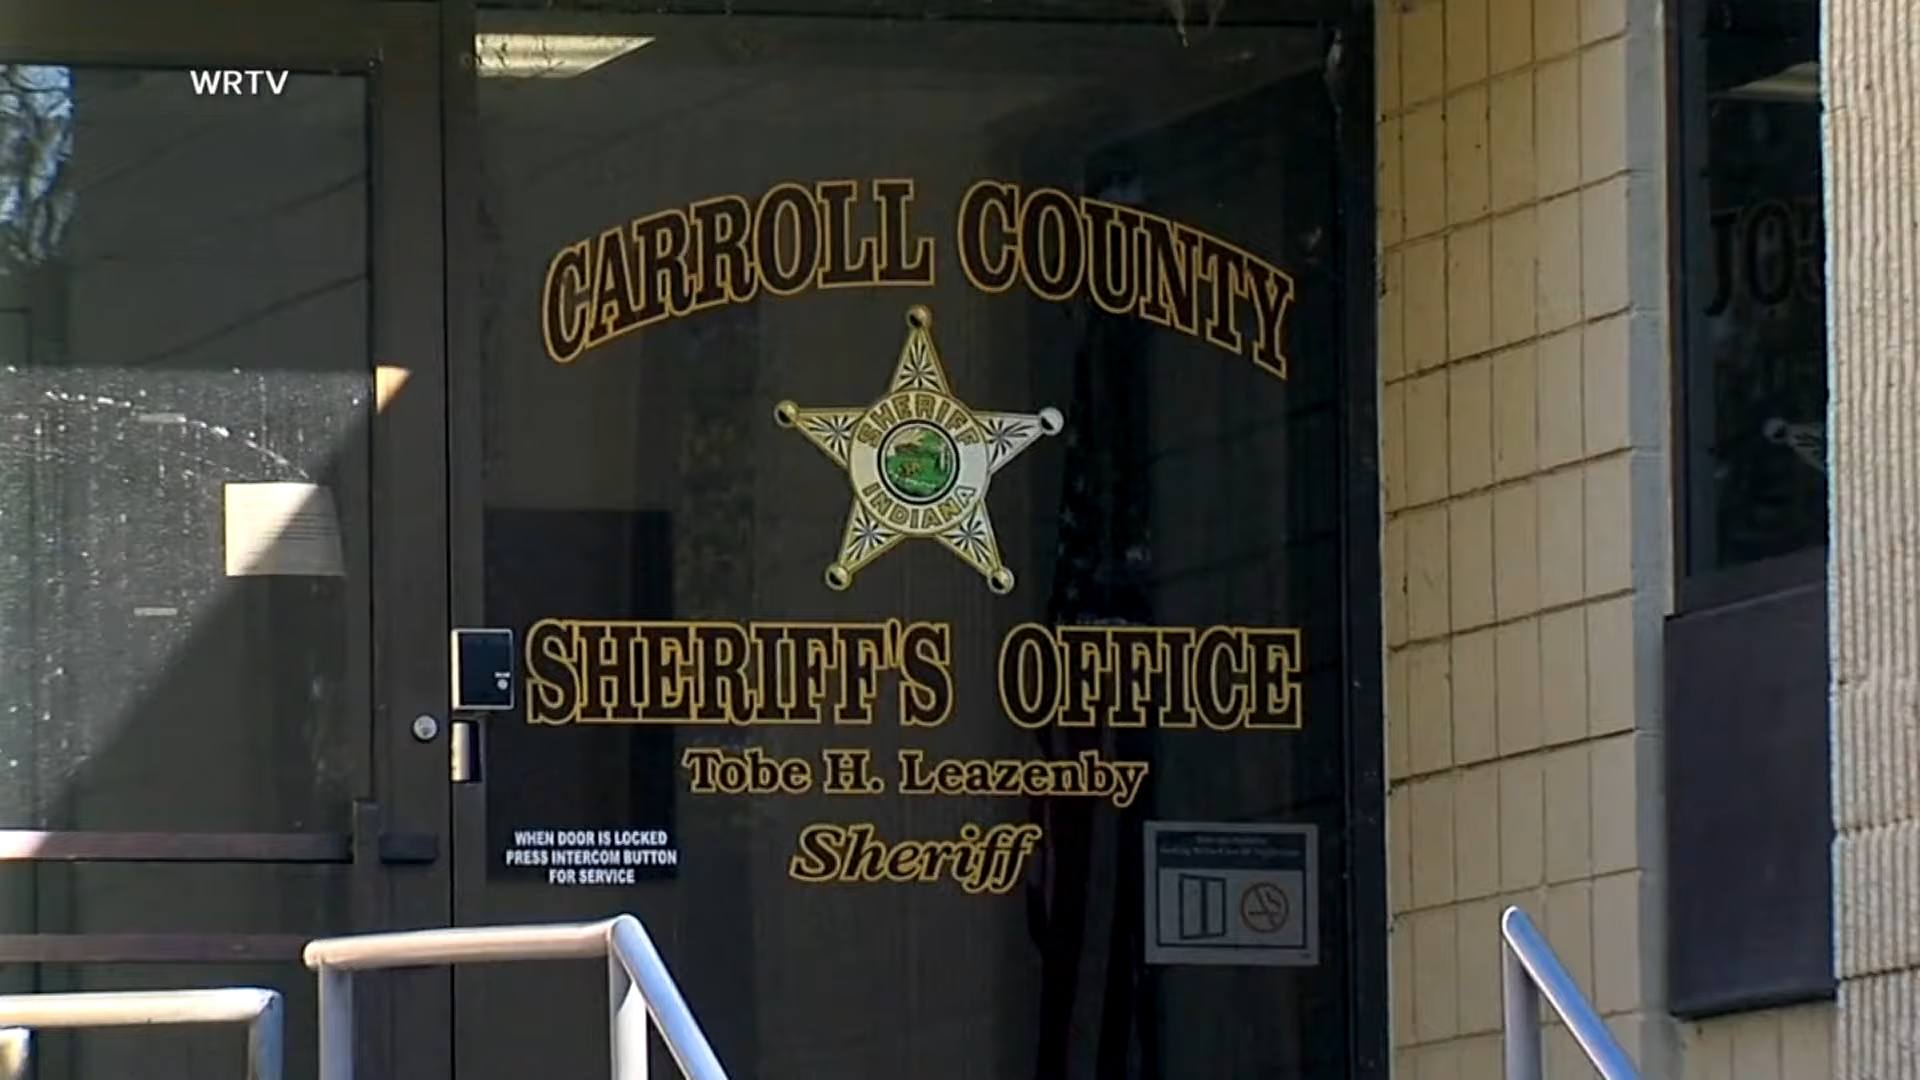 WRTV
CARROLL COUNTY
SHERIFF
INDIANA
SHERIFF'S OFFICE
Tobe H. Leazenby
Sheriff
WHEN DOOR IS LOCKED
PRESS INTERCOM BUTTON
FOR SERVICE